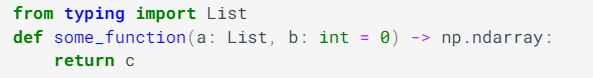 from typing import List
def some_function(a: List, b: int = 0) -> np.ndarray:
    return c